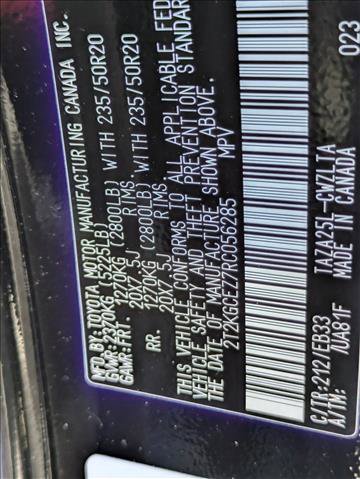 MFD.BY:TOYOTA MOTOR MANUFACTURING CANADA INC.
GVWR:2370KG (5225LB)
GAWR:FRT. 1270KG (2800LB) WITH 235/50R20
20X7.5J RIMS
RR. 1270KG (2800LB) WITH 235/50R20
20X7.5J RIMS
THIS VEHICLE CONFORMS TO ALL APPLICABLE FED
VEHICLE SAFETY AND THEFT PREVENTION STANDAR
THE DATE OF MANUFACTURE SHOWN ABOVE.
2T2KGCEZ7RC056285 MPV
C/TR:212/EB33 TAZA25L-CWZLTA
A/TM: /UA81F MADE IN CANADA
023